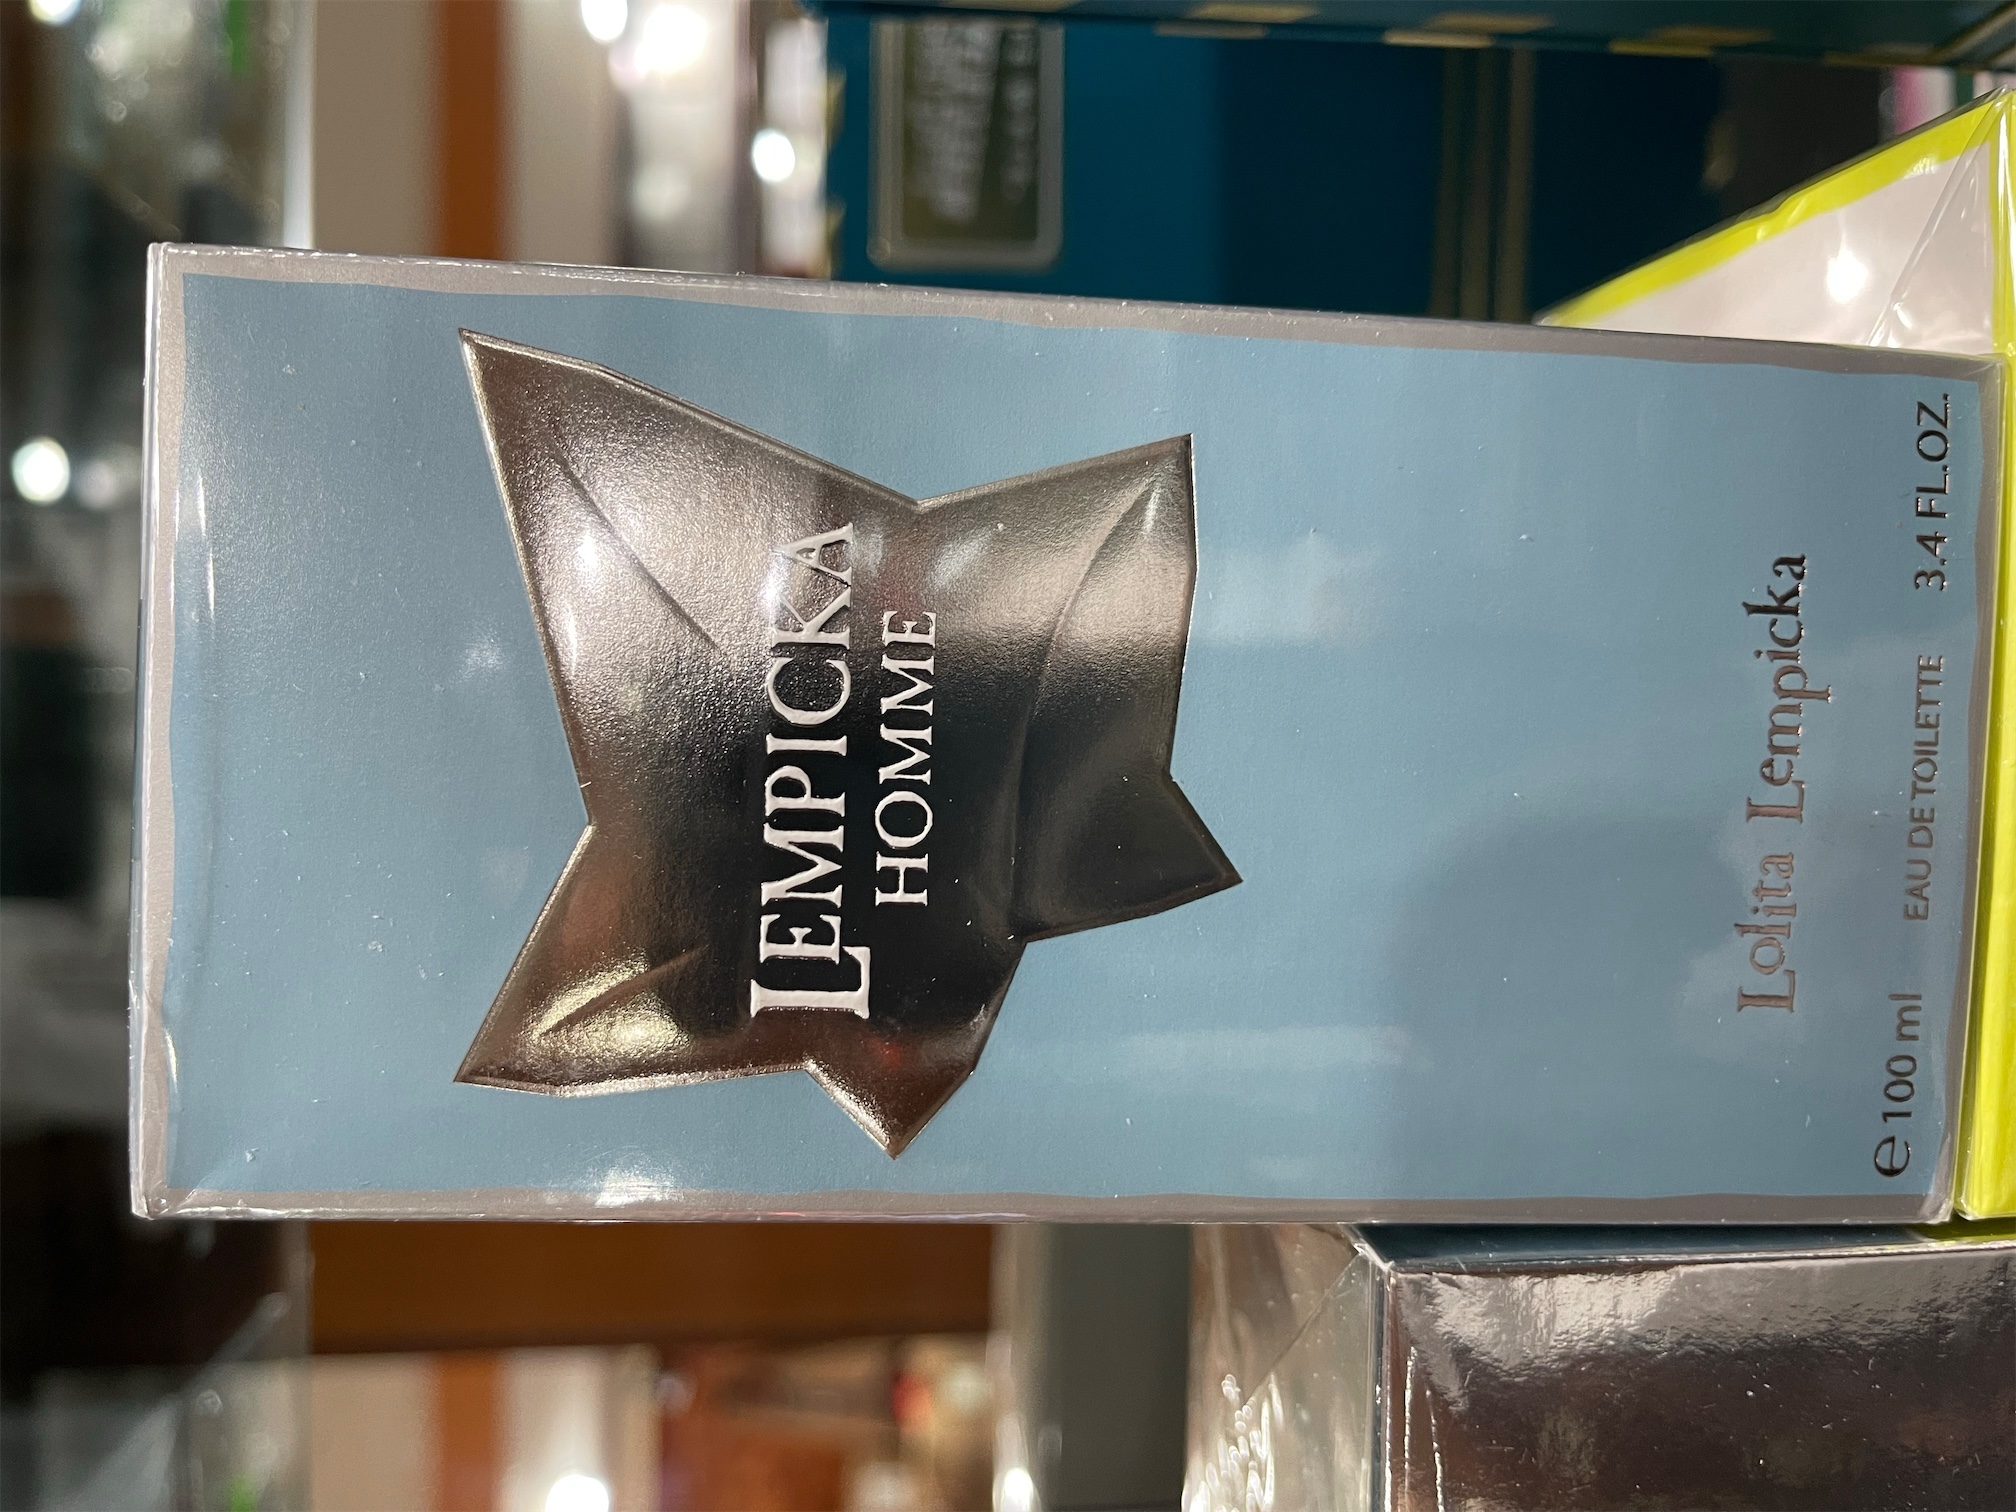 LEMPICKA
HOMME
Lolita Lempicka
℮ 100 ml EAU DE TOILETTE 3.4 FL.OZ.